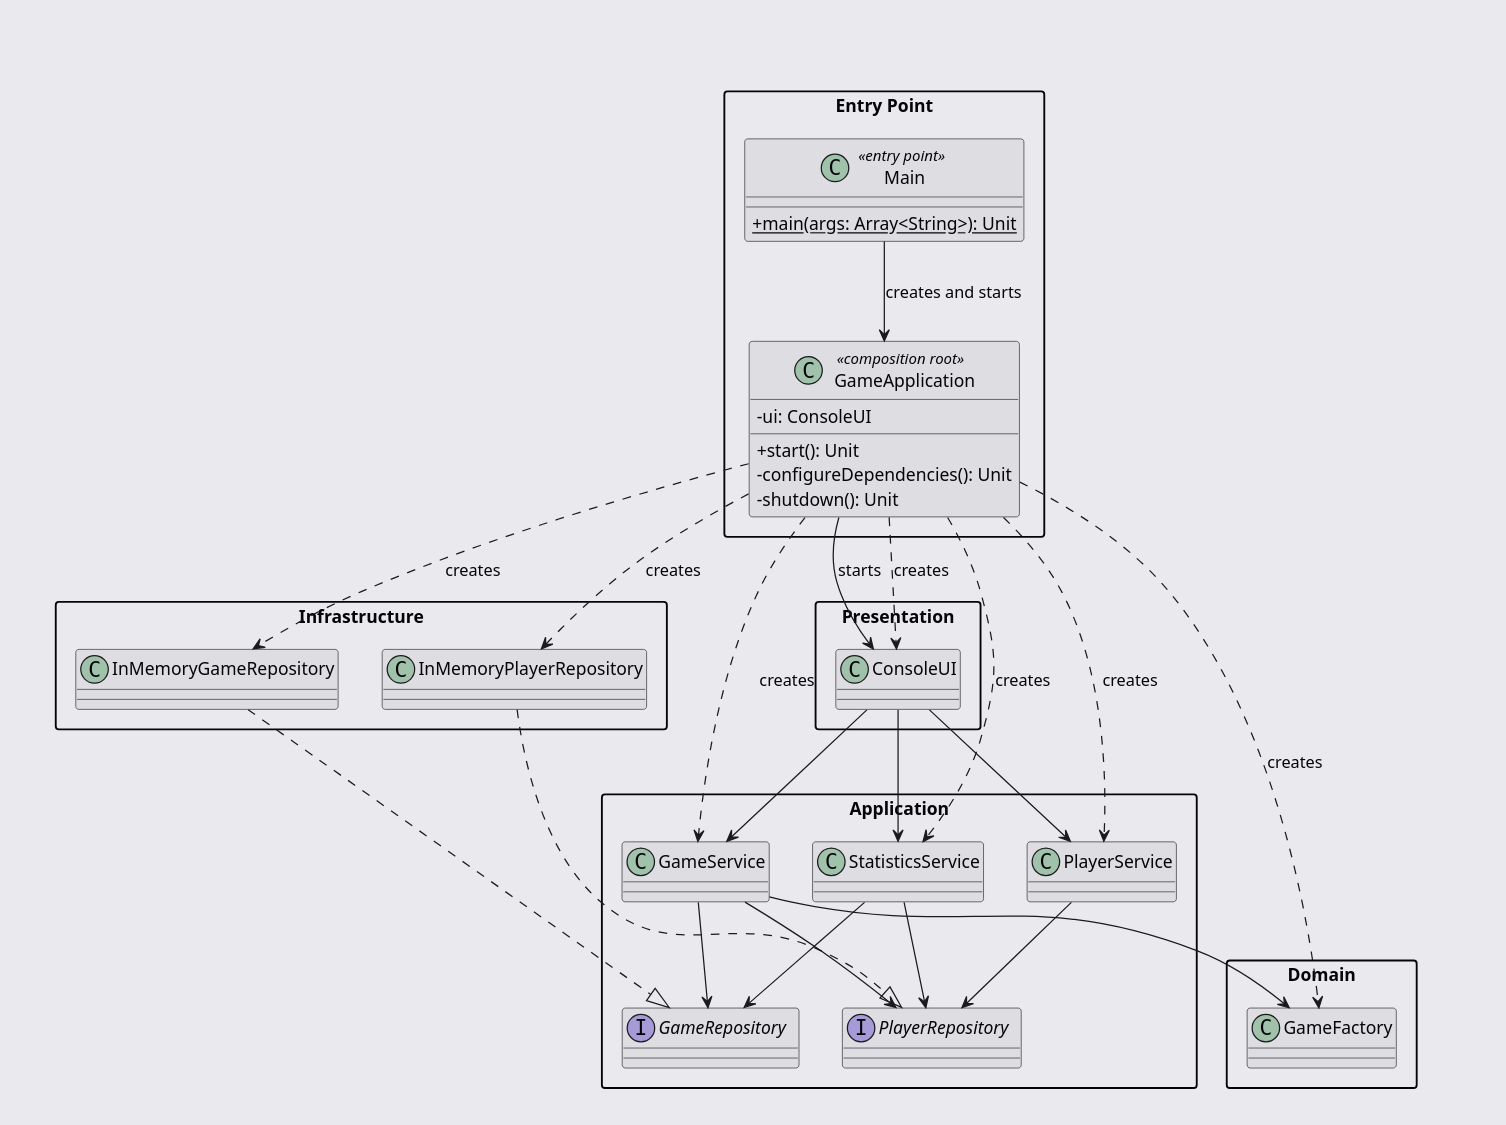 Entry Point
C
«entry point»
Main
+main(args: Array<String>): Unit
creates and starts
C
«composition root»
GameApplication
-ui: ConsoleUI
+start(): Unit
-configureDependencies(): Unit
-shutdown(): Unit
creates
creates
starts
creates
Infrastructure
Presentation
C InMemoryGameRepository
C InMemoryPlayerRepository
C ConsoleUI
creates
creates
creates
creates
Application
C GameService
C StatisticsService
C PlayerService
Domain
I GameRepository
I PlayerRepository
C GameFactory